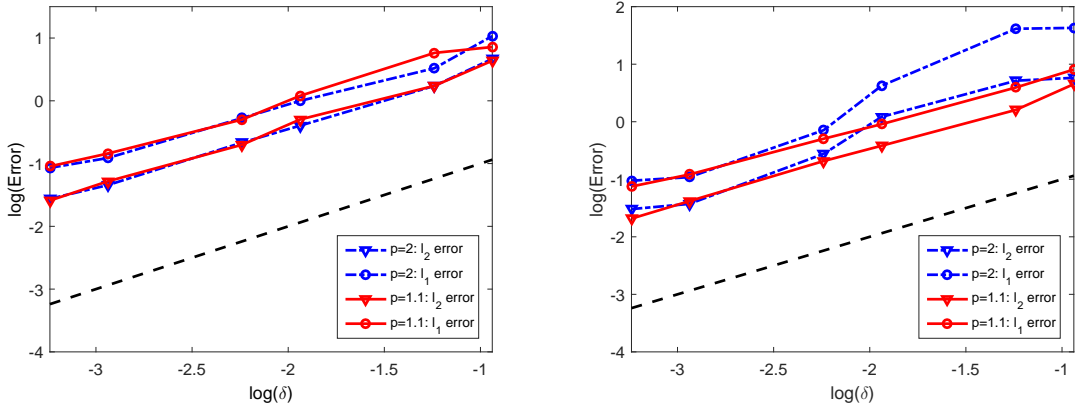 log(Error)
1
0
-1
-2
-3
-4
-3
-2.5
-2
-1.5
-1
log(δ)
p=2: l₂ error
p=2: l₁ error
p=1.1: l₂ error
p=1.1: l₁ error
log(Error)
2
1
0
-1
-2
-3
-4
-3
-2.5
-2
-1.5
-1
log(δ)
p=2: l₂ error
p=2: l₁ error
p=1.1: l₂ error
p=1.1: l₁ error